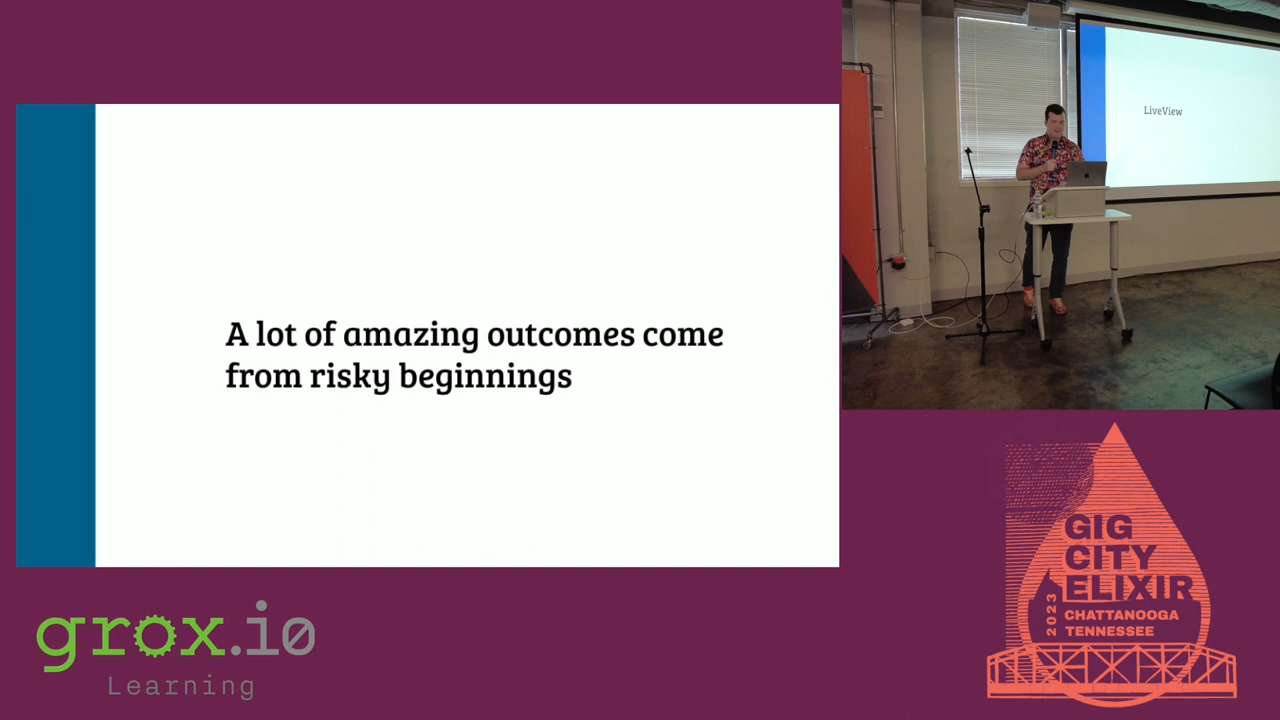 A lot of amazing outcomes come
from risky beginnings
LiveView
grox.io
Learning
GIG
CITY
ELIXIR
2023
CHATTANOOGA
TENNESSEE